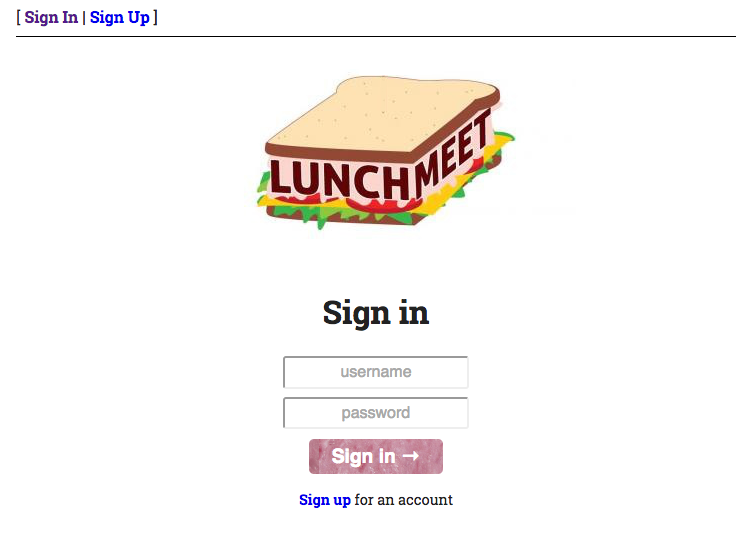 [ Sign In | Sign Up ]
LUNCHMEET
Sign in
username
password
Sign in →
Sign up for an account